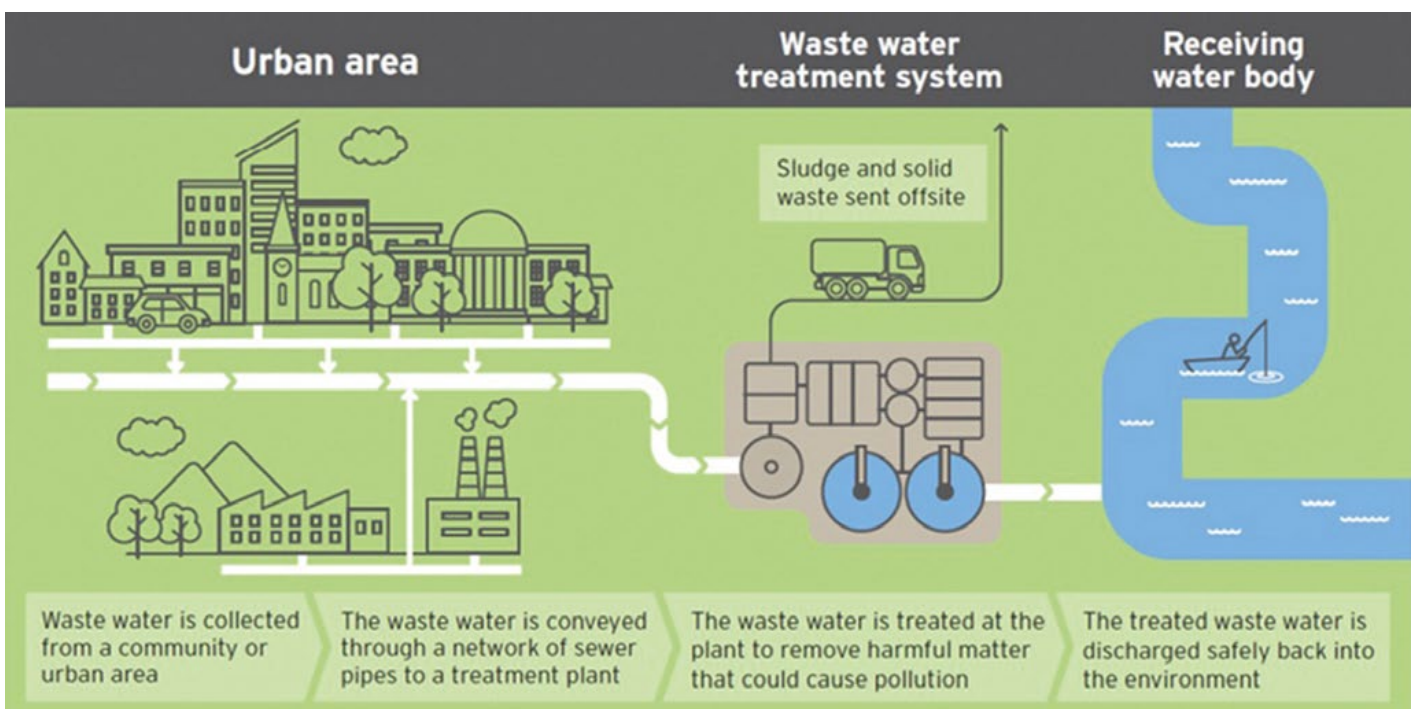 Urban area
Waste water
treatment system
Receiving
water body
Sludge and solid
waste sent offsite
Waste water is collected
from a community or
urban area
The waste water is conveyed
through a network of sewer
pipes to a treatment plant
The waste water is treated at the
plant to remove harmful matter
that could cause pollution
The treated waste water is
discharged safely back into
the environment